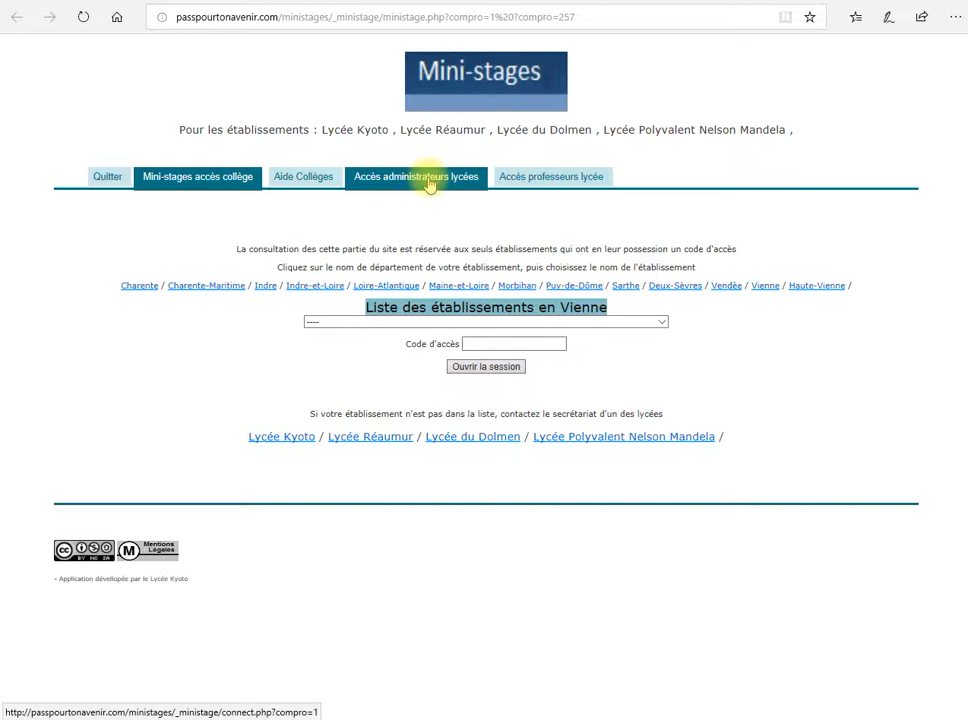 passpourtonavenir.com/ministages/_ministage/ministage.php?compro=1%20?compro=257
Mini-stages
Pour les établissements : Lycée Kyoto , Lycée Réaumur , Lycée du Dolmen , Lycée Polyvalent Nelson Mandela ,
Quitter Mini-stages accès collège Aide Collèges Accès administrateurs lycées Accès professeurs lycée
La consultation des cette partie du site est réservée aux seuls établissements qui ont en leur possession un code d'accès
Cliquez sur le nom de département de votre établissement, puis choisissez le nom de l'établissement
Charente / Charente-Maritime / Indre / Indre-et-Loire / Loire-Atlantique / Maine-et-Loire / Morbihan / Puy-de-Dôme / Sarthe / Deux-Sèvres / Vendèe / Vienne / Haute-Vienne /
Liste des établissements en Vienne
----
Code d'accès
Ouvrir la session
Si votre établissement n'est pas dans la liste, contactez le secrétariat d'un des lycées
Lycée Kyoto / Lycée Réaumur / Lycée du Dolmen / Lycée Polyvalent Nelson Mandela /
cc BY NC SA M Mentions Légales
- Application dévellopée par le Lycée Kyoto
http://passpourtonavenir.com/ministages/_ministage/connect.php?compro=1